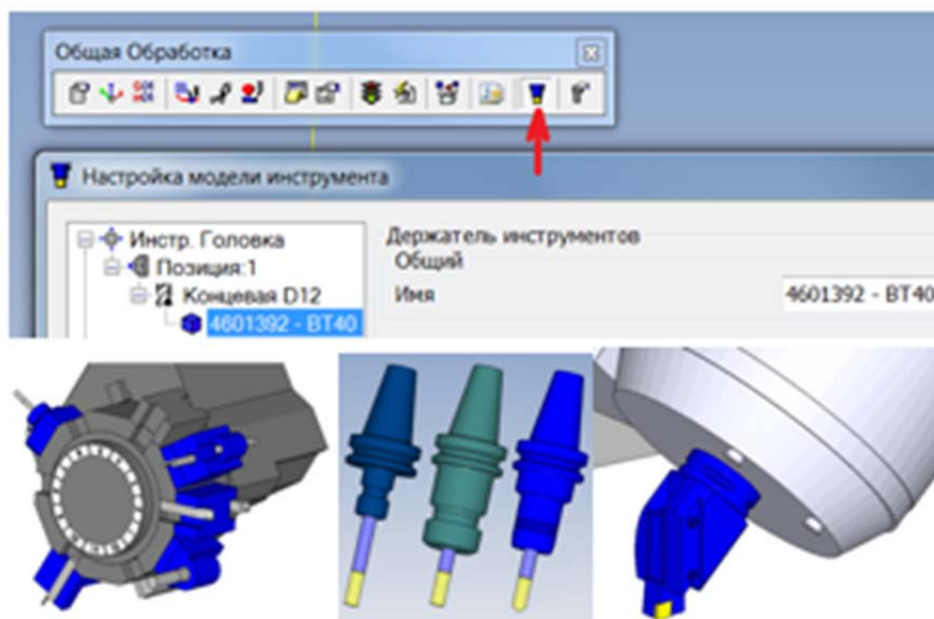 Общая Обработка
Настройка модели инструмента
Инстр. Головка
Позиция:1
Концевая D12
4601392 - BT40
Держатель инструментов
Общий
Имя
4601392 - BT40